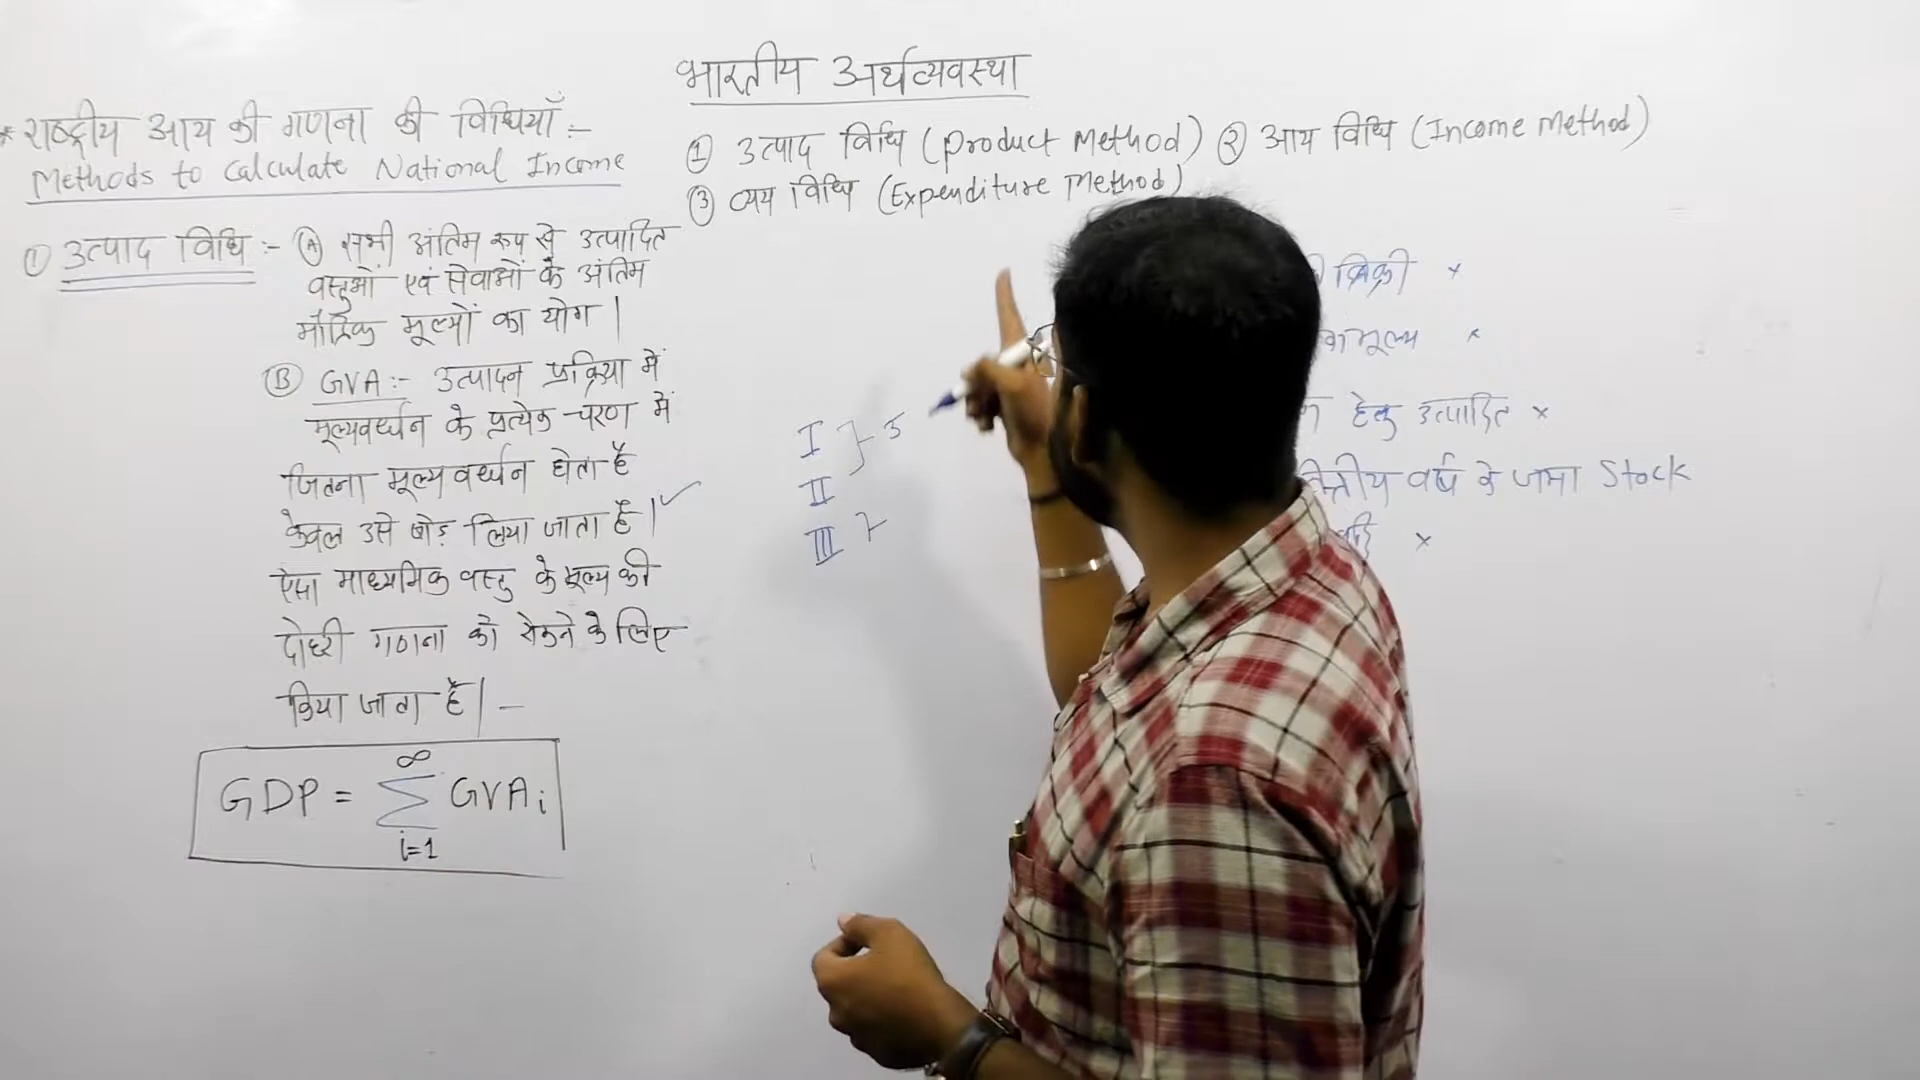 भारतीय अर्थव्यवस्था
* राष्ट्रीय आय की गणना की विधियाँ :-
Methods to Calculate National Income
① उत्पाद विधि (Product Method) ② आय विधि (Income Method)
③ व्यय विधि (Expenditure Method)
① उत्पाद विधि :- Ⓐ सभी अंतिम रूप से उत्पादित
वस्तुओं एवं सेवाओं के अंतिम
मौद्रिक मूल्यों का योग |
Ⓑ GVA :- उत्पादन प्रक्रिया में
मूल्यवर्धन के प्रत्येक चरण में
जितना मूल्यवर्धन होता है
केवल उसे जोड़ लिया जाता है | ✓
ऐसा माध्यमिक वस्तु के मूल्य की
दोहरी गणना को रोकने के लिए
किया जाता है | -
GDP = ∞ Σ i=1 GVA i
I } 5
II
III }
बिक्री ×
का मूल्य ×
हेतु उत्पादित ×
वित्तीय वर्ष के जमा Stock
×